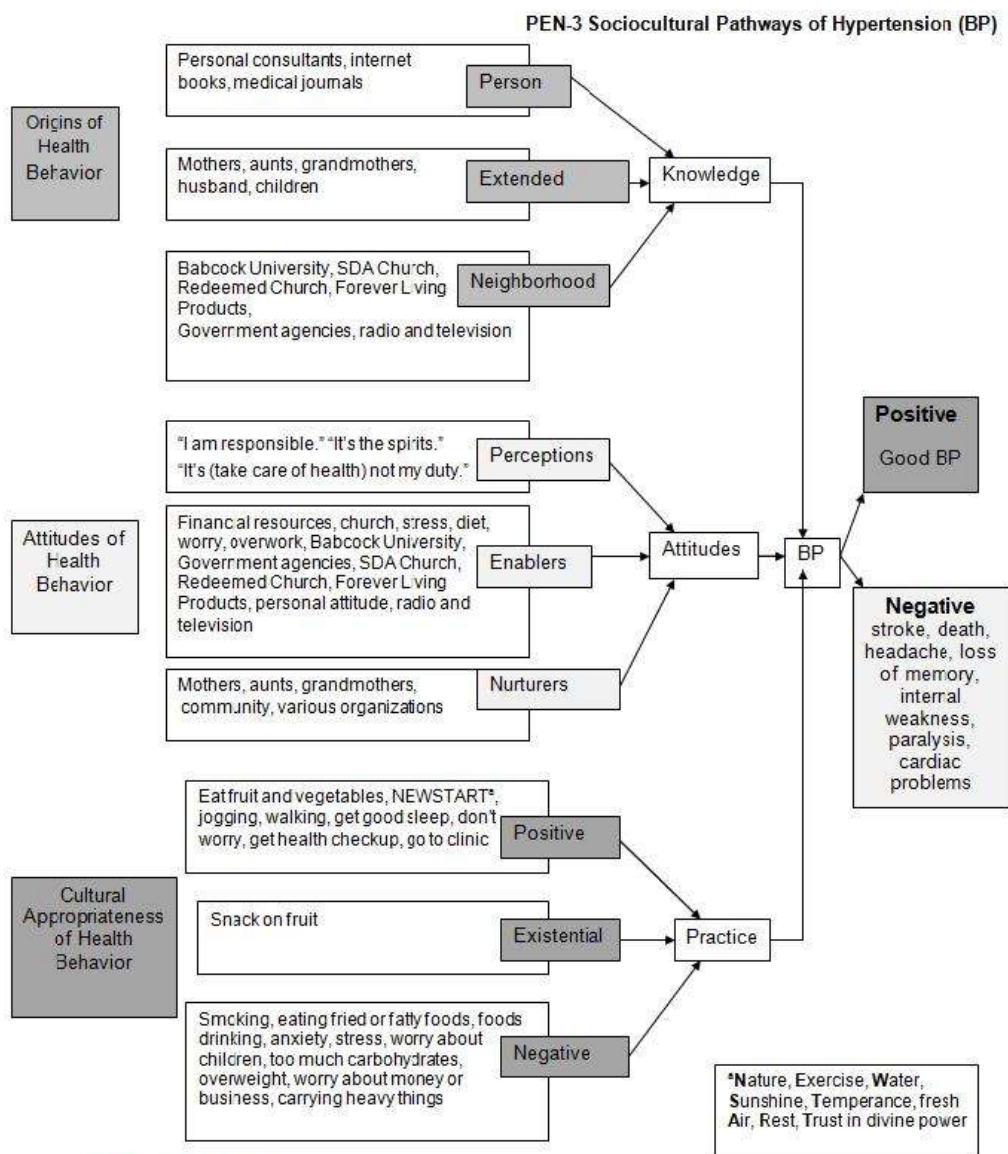 PEN-3 Sociocultural Pathways of Hypertension (BP)
Origins of
Health
Behavior
Personal consultants, internet
books, medical journals
Person
Mothers, aunts, grandmothers,
husband, children
Extended
Babcock University, SDA Church,
Redeemed Church, Forever Living
Products,
Government agencies, radio and television
Neighborhood
Knowledge
Attitudes of
Health
Behavior
“I am responsible.” “It’s the spirits.”
“It’s (take care of health) not my duty.”
Perceptions
Financial resources, church, stress, diet,
worry, overwork, Babcock University,
Government agencies, SDA Church,
Redeemed Church, Forever Living
Products, personal attitude, radio and
television
Enablers
Mothers, aunts, grandmothers,
community, various organizations
Nurturers
Attitudes
BP
Positive
Good BP
Negative
stroke, death,
headache, loss
of memory,
internal
weakness,
paralysis,
cardiac
problems
Cultural
Appropriateness
of Health
Behavior
Eat fruit and vegetables, NEWSTARTª,
jogging, walking, get good sleep, don't
worry, get health checkup, go to clinic
Positive
Snack on fruit
Existential
Smoking, eating fried or fatty foods, foods
drinking, anxiety, stress, worry about
children, too much carbohydrates,
overweight, worry about money or
business, carrying heavy things
Negative
Practice
ªNature, Exercise, Water,
Sunshine, Temperance, fresh
Air, Rest, Trust in divine power